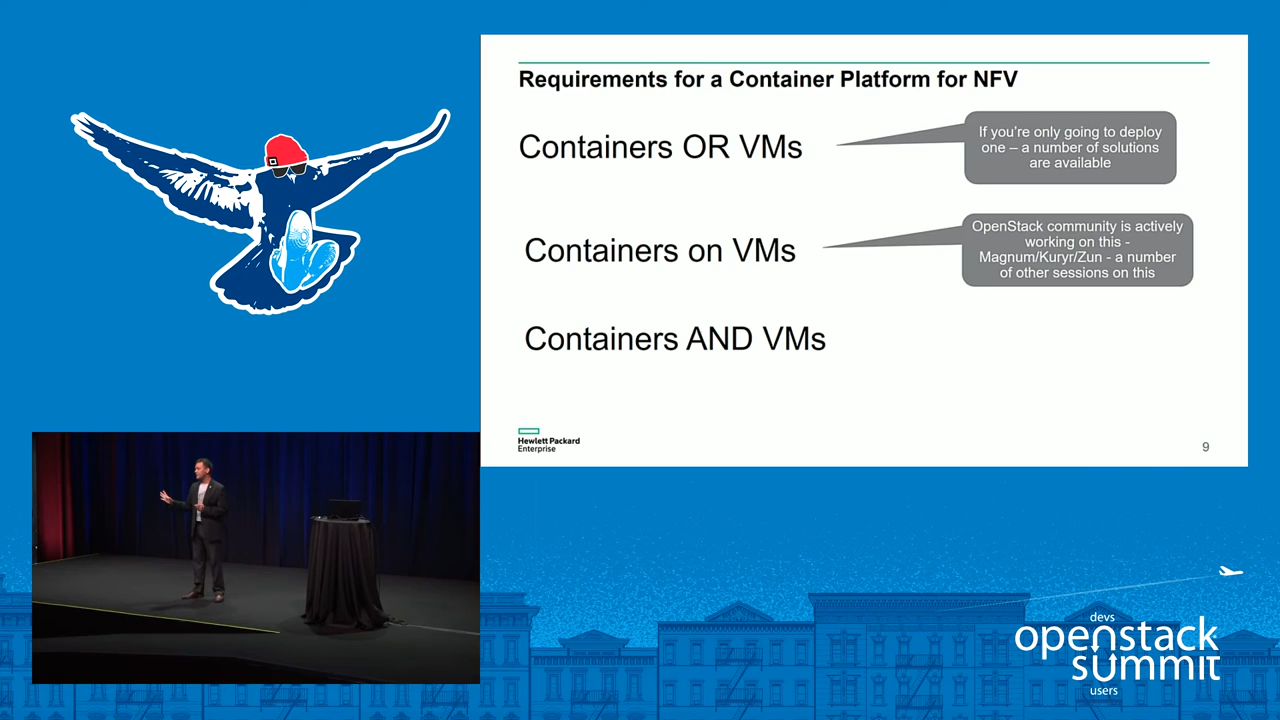 Requirements for a Container Platform for NFV
Containers OR VMs
If you're only going to deploy
one – a number of solutions
are available
Containers on VMs
OpenStack community is actively
working on this -
Magnum/Kuryr/Zun - a number
of other sessions on this
Containers AND VMs
Hewlett Packard
Enterprise
9
devs
openstack
summit
users